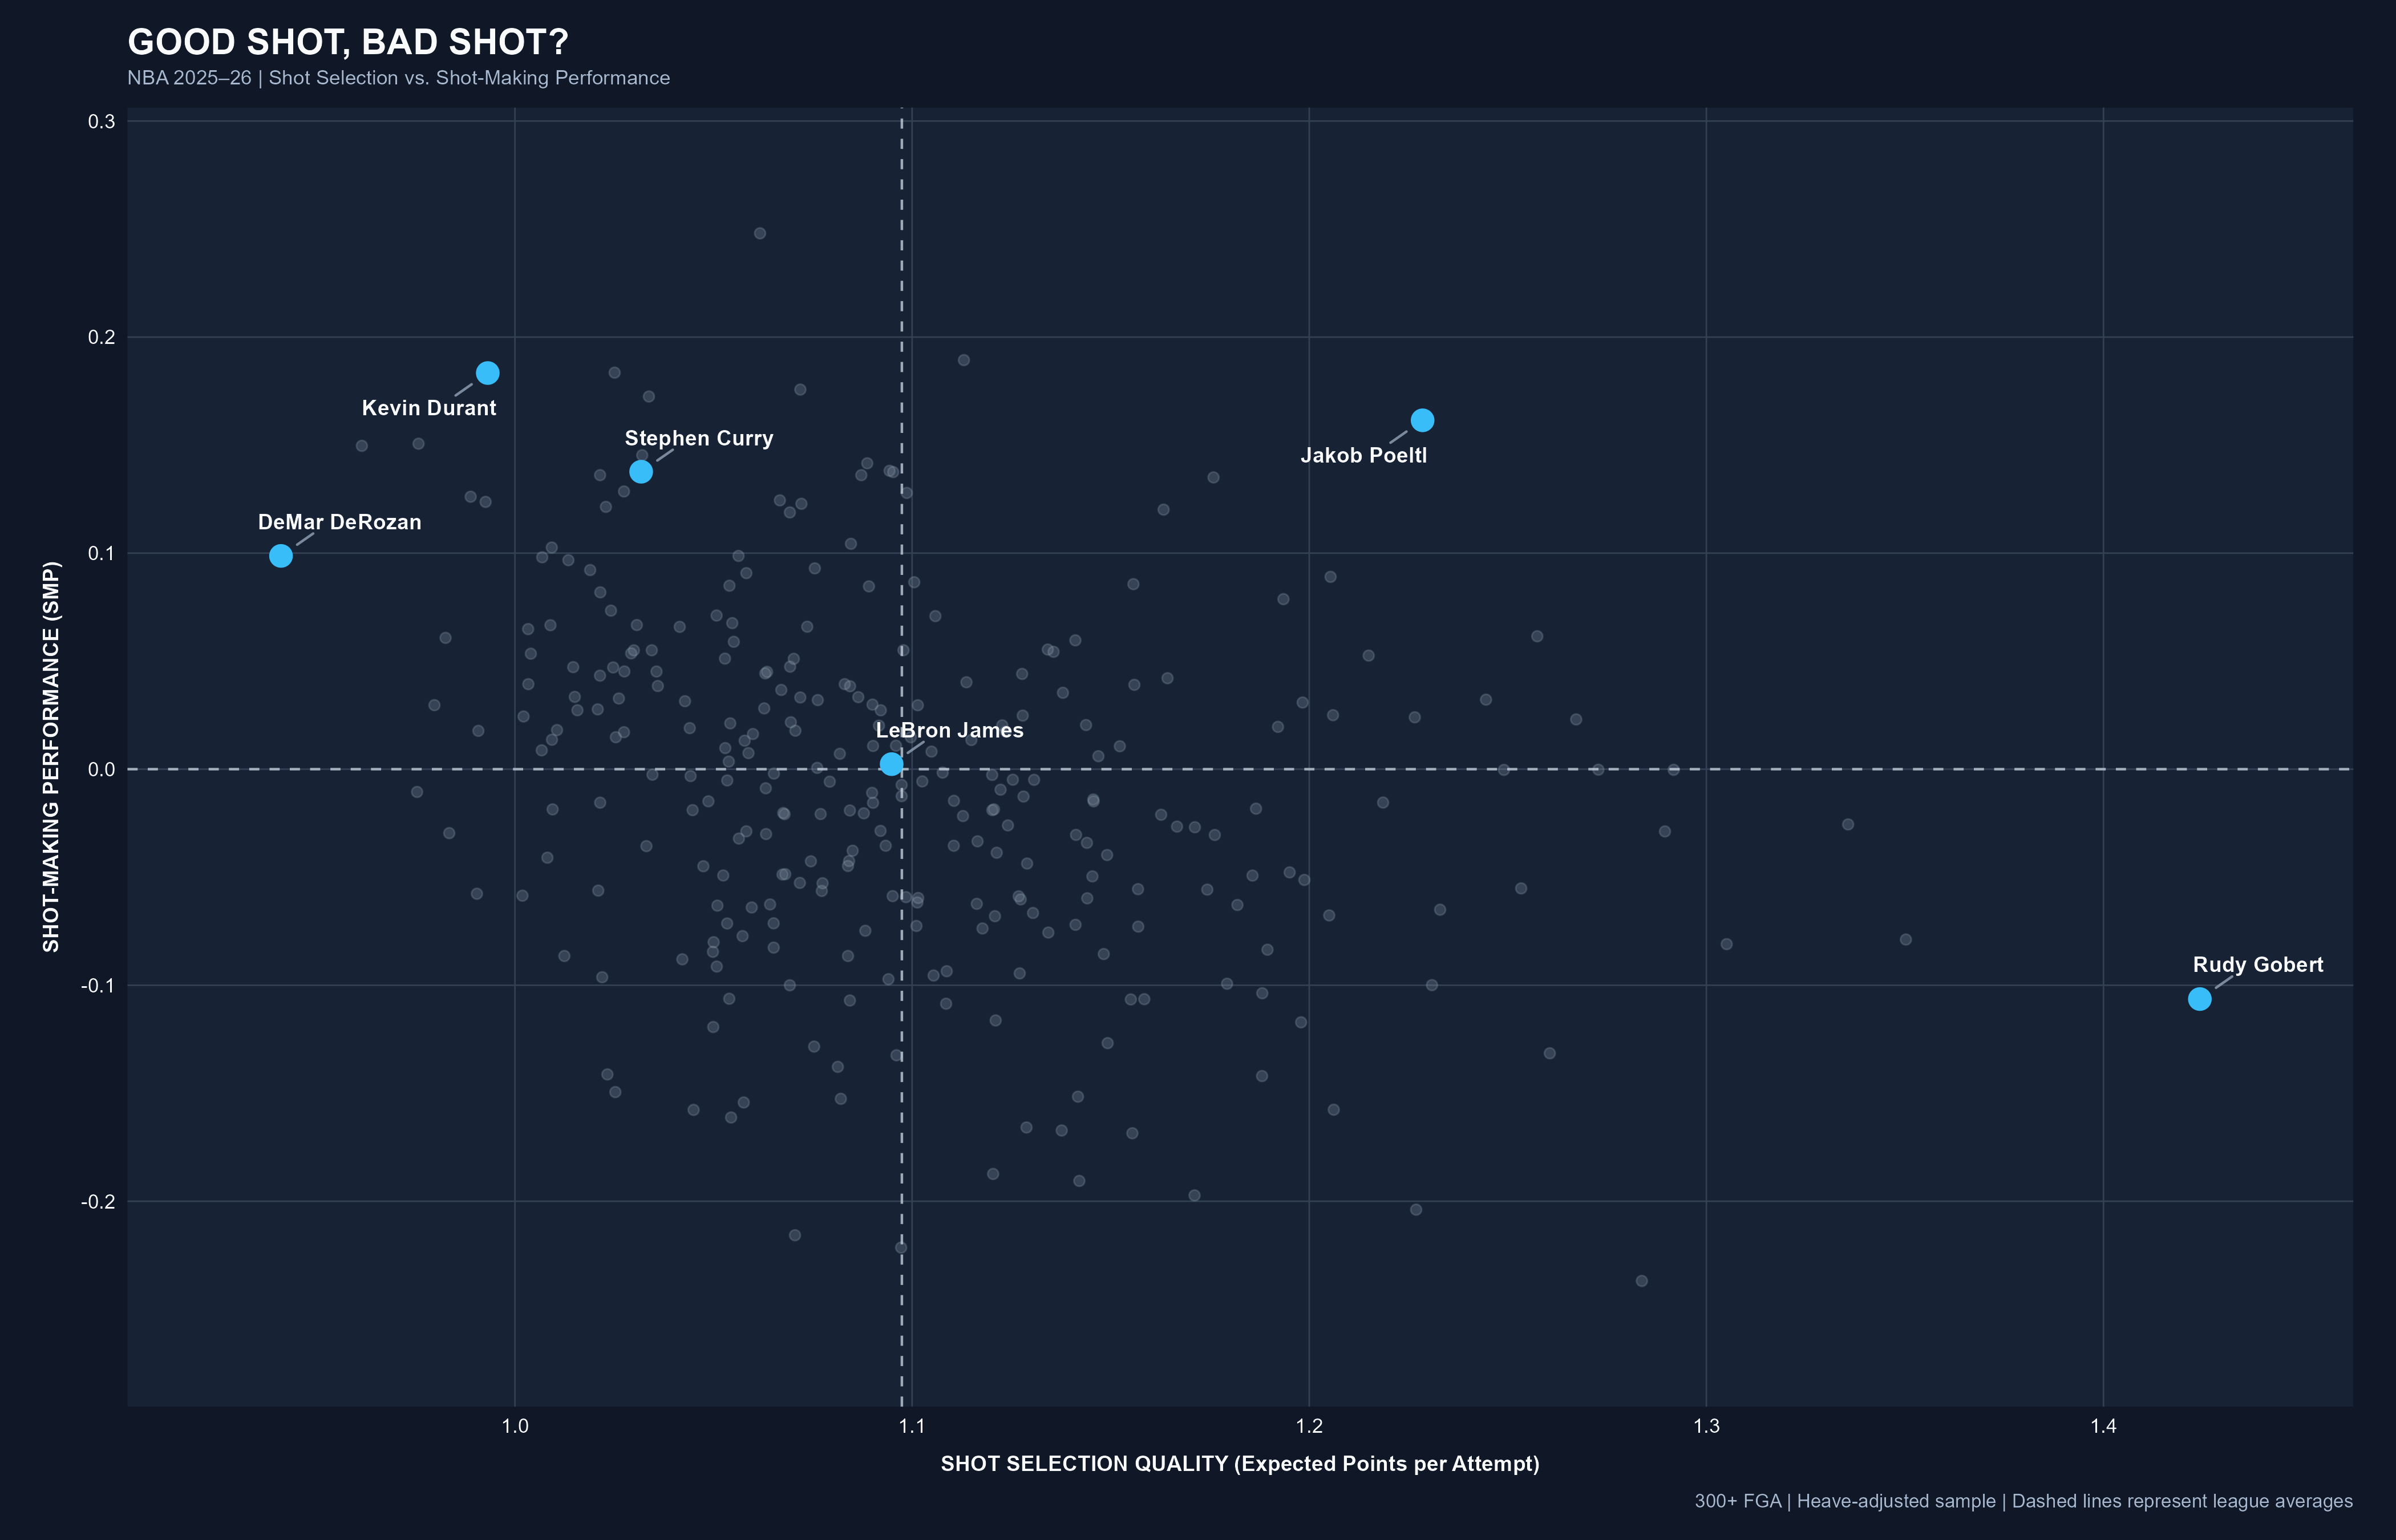 GOOD SHOT, BAD SHOT?
NBA 2025–26 | Shot Selection vs. Shot-Making Performance
0.3
0.2
0.1
0.0
-0.1
-0.2
SHOT-MAKING PERFORMANCE (SMP)
Kevin Durant
Stephen Curry
Jakob Poeltl
DeMar DeRozan
LeBron James
Rudy Gobert
1.0
1.1
1.2
1.3
1.4
SHOT SELECTION QUALITY (Expected Points per Attempt)
300+ FGA | Heave-adjusted sample | Dashed lines represent league averages